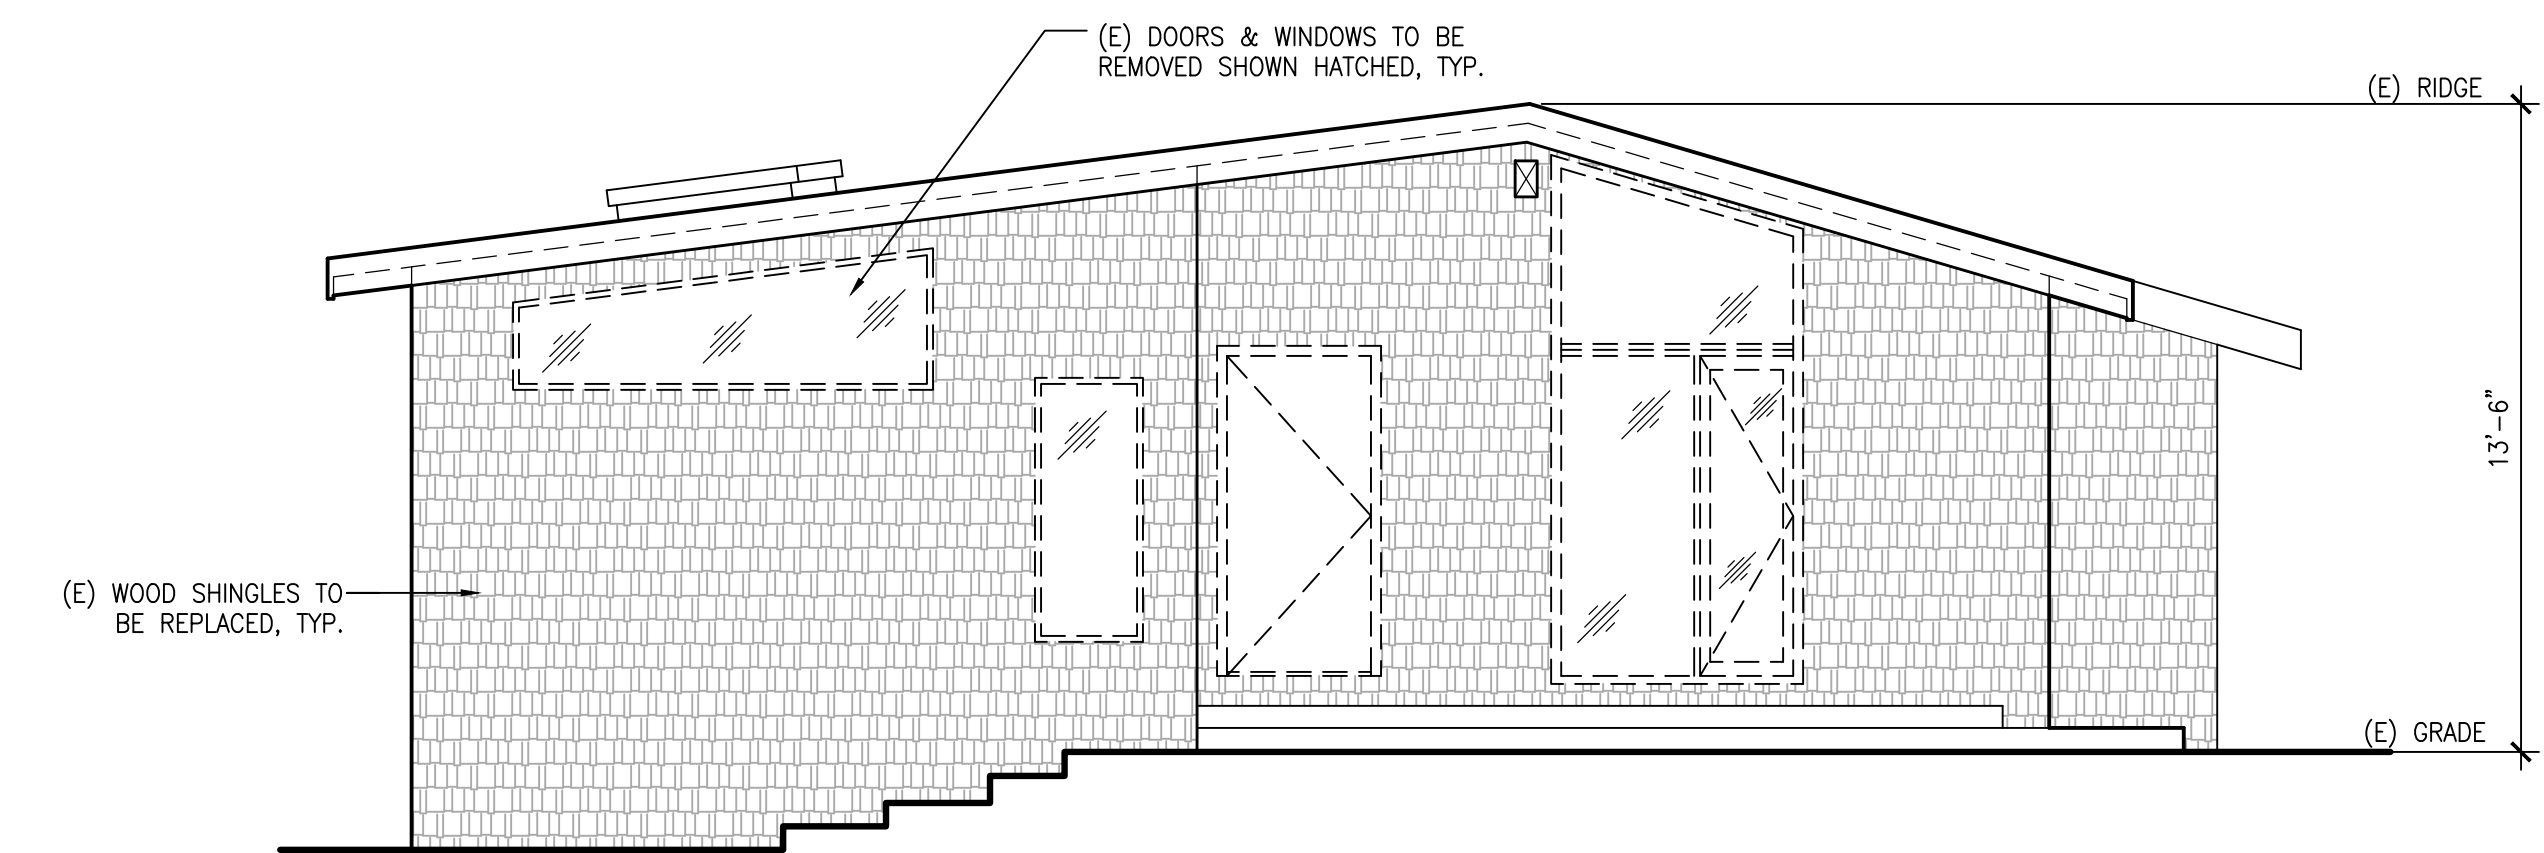 (E) DOORS & WINDOWS TO BE
REMOVED SHOWN HATCHED, TYP.
(E) RIDGE
13'-6"
(E) WOOD SHINGLES TO
BE REPLACED, TYP.
(E) GRADE